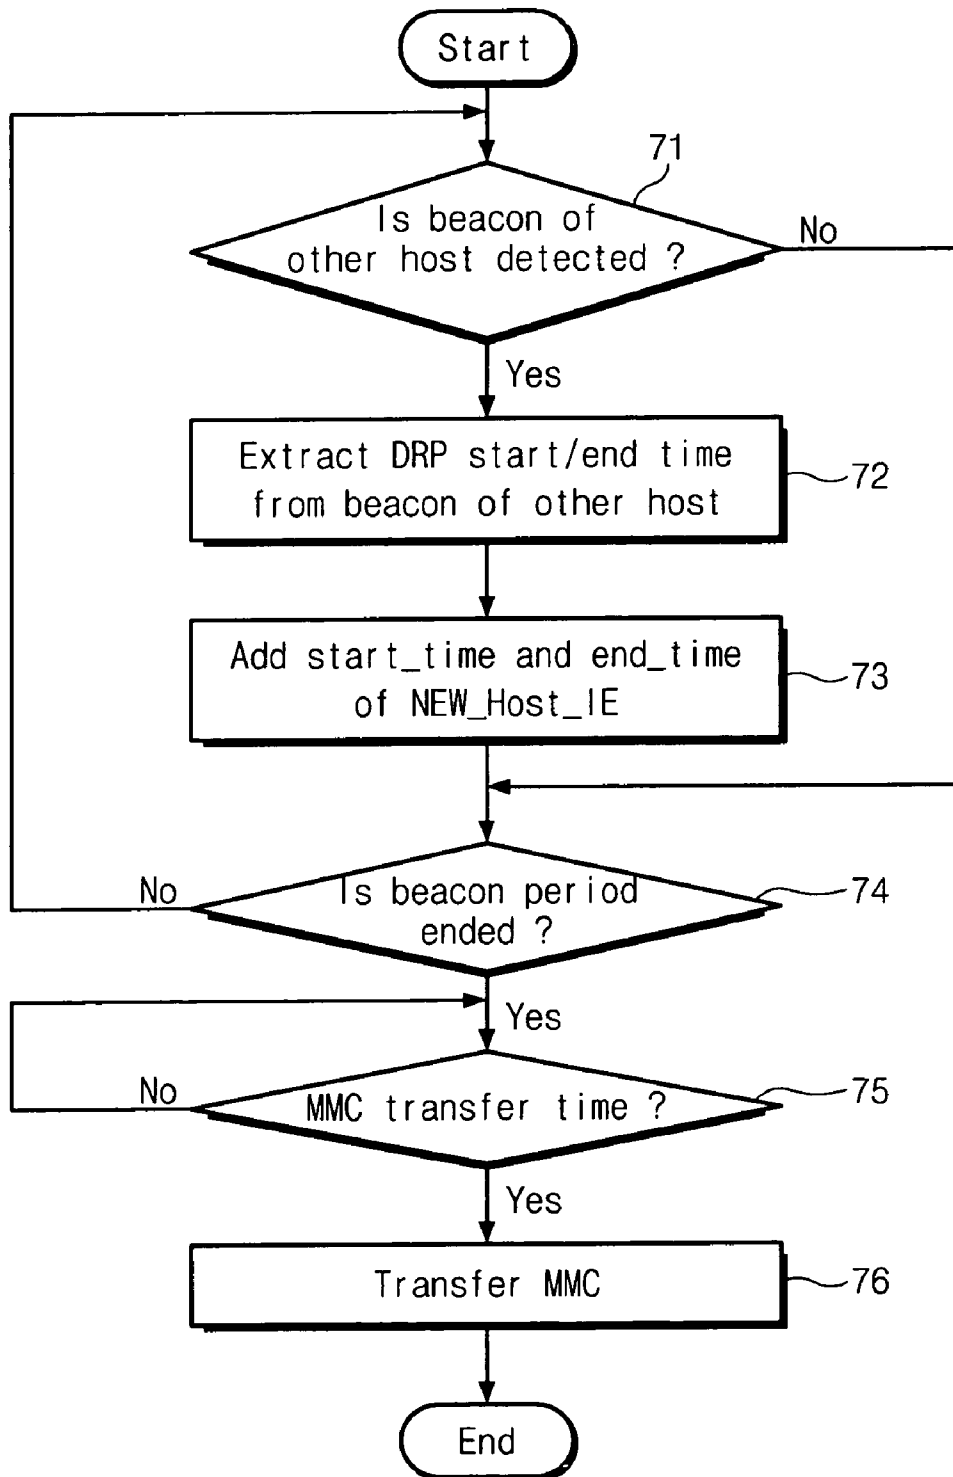 Start
71
Is beacon of
other host detected ?
No
Yes
Extract DRP start/end time
from beacon of other host
72
Add start_time and end_time
of NEW_Host_IE
73
No
Is beacon period
ended ?
74
Yes
No
MMC transfer time ?
75
Yes
Transfer MMC
76
End